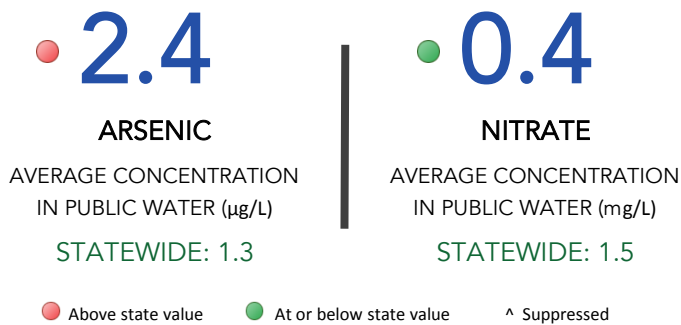 2.4
ARSENIC
AVERAGE CONCENTRATION
IN PUBLIC WATER (µg/L)
STATEWIDE: 1.3
0.4
NITRATE
AVERAGE CONCENTRATION
IN PUBLIC WATER (mg/L)
STATEWIDE: 1.5
Above state value
At or below state value
^ Suppressed